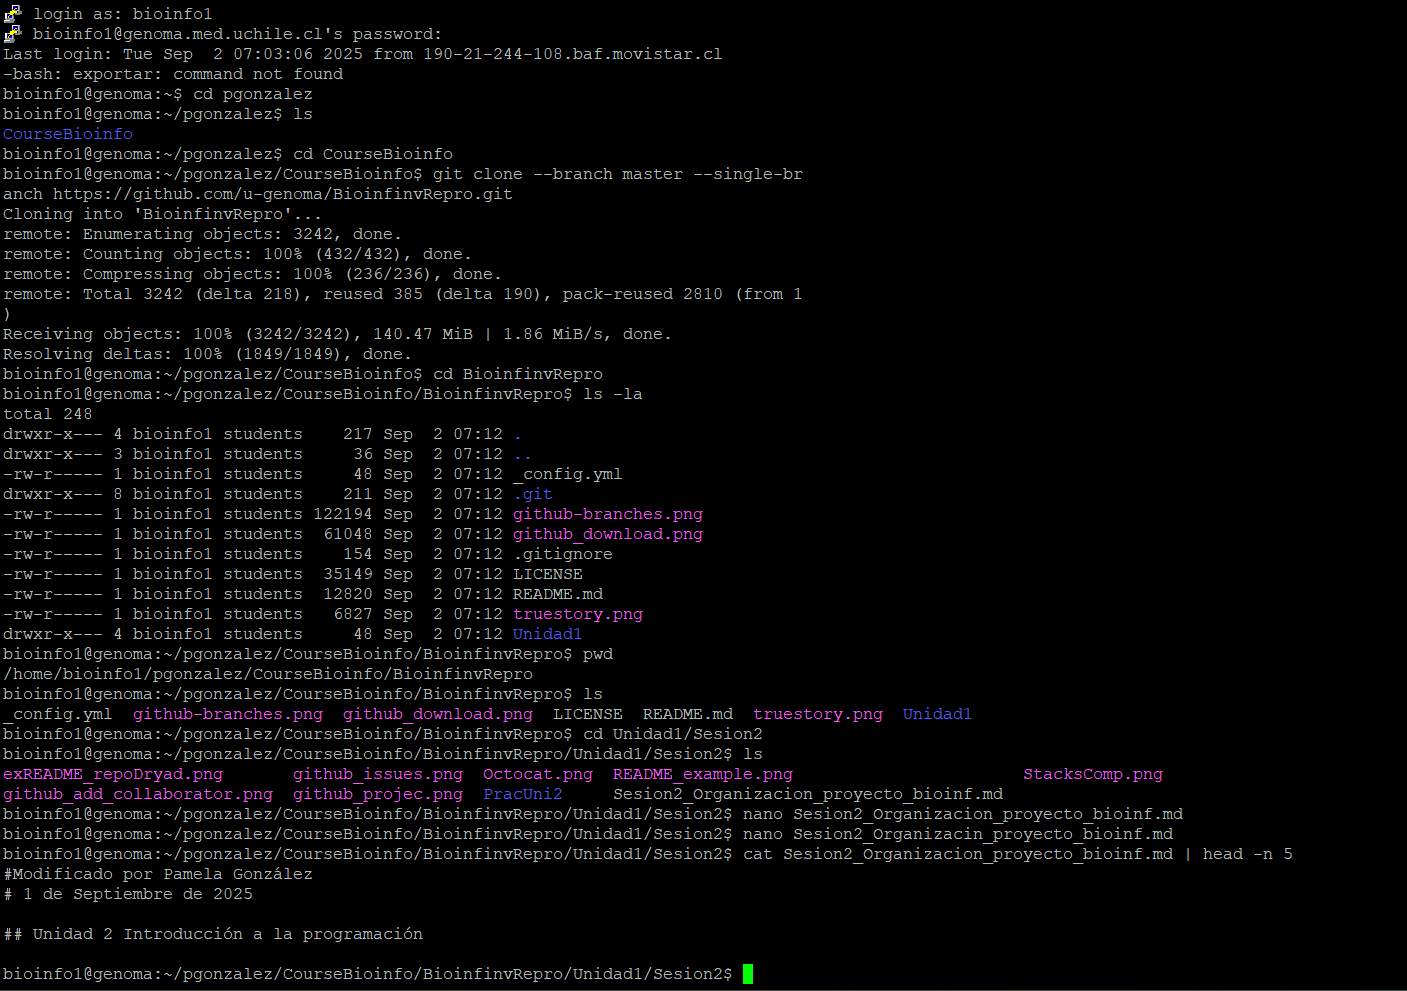 login as: bioinfo1
bioinfo1@genoma.med.uchile.cl's password:
Last login: Tue Sep  2 07:03:06 2025 from 190-21-244-108.baf.movistar.cl
-bash: exportar: command not found
bioinfo1@genoma:~$ cd pgonzalez
bioinfo1@genoma:~/pgonzalez$ ls
CourseBioinfo
bioinfo1@genoma:~/pgonzalez$ cd CourseBioinfo
bioinfo1@genoma:~/pgonzalez/CourseBioinfo$ git clone --branch master --single-br
anch https://github.com/u-genoma/BioinfinvRepro.git
Cloning into 'BioinfinvRepro'...
remote: Enumerating objects: 3242, done.
remote: Counting objects: 100% (432/432), done.
remote: Compressing objects: 100% (236/236), done.
remote: Total 3242 (delta 218), reused 385 (delta 190), pack-reused 2810 (from 1
)
Receiving objects: 100% (3242/3242), 140.47 MiB | 1.86 MiB/s, done.
Resolving deltas: 100% (1849/1849), done.
bioinfo1@genoma:~/pgonzalez/CourseBioinfo$ cd BioinfinvRepro
bioinfo1@genoma:~/pgonzalez/CourseBioinfo/BioinfinvRepro$ ls -la
total 248
drwxr-x--- 4 bioinfo1 students    217 Sep  2 07:12 .
drwxr-x--- 3 bioinfo1 students     36 Sep  2 07:12 ..
-rw-r----- 1 bioinfo1 students     48 Sep  2 07:12 _config.yml
drwxr-x--- 8 bioinfo1 students    211 Sep  2 07:12 .git
-rw-r----- 1 bioinfo1 students 122194 Sep  2 07:12 github-branches.png
-rw-r----- 1 bioinfo1 students  61048 Sep  2 07:12 github_download.png
-rw-r----- 1 bioinfo1 students    154 Sep  2 07:12 .gitignore
-rw-r----- 1 bioinfo1 students  35149 Sep  2 07:12 LICENSE
-rw-r----- 1 bioinfo1 students  12820 Sep  2 07:12 README.md
-rw-r----- 1 bioinfo1 students   6827 Sep  2 07:12 truestory.png
drwxr-x--- 4 bioinfo1 students     48 Sep  2 07:12 Unidad1
bioinfo1@genoma:~/pgonzalez/CourseBioinfo/BioinfinvRepro$ pwd
/home/bioinfo1/pgonzalez/CourseBioinfo/BioinfinvRepro
bioinfo1@genoma:~/pgonzalez/CourseBioinfo/BioinfinvRepro$ ls
_config.yml  github-branches.png  github_download.png  LICENSE  README.md  truestory.png  Unidad1
bioinfo1@genoma:~/pgonzalez/CourseBioinfo/BioinfinvRepro$ cd Unidad1/Sesion2
bioinfo1@genoma:~/pgonzalez/CourseBioinfo/BioinfinvRepro/Unidad1/Sesion2$ ls
exREADME_repoDryad.png       github_issues.png  Octocat.png  README_example.png                       StacksComp.png
github_add_collaborator.png  github_projec.png  PracUni2     Sesion2_Organizacion_proyecto_bioinf.md
bioinfo1@genoma:~/pgonzalez/CourseBioinfo/BioinfinvRepro/Unidad1/Sesion2$ nano Sesion2_Organizacion_proyecto_bioinf.md
bioinfo1@genoma:~/pgonzalez/CourseBioinfo/BioinfinvRepro/Unidad1/Sesion2$ nano Sesion2_Organizacin_proyecto_bioinf.md
bioinfo1@genoma:~/pgonzalez/CourseBioinfo/BioinfinvRepro/Unidad1/Sesion2$ cat Sesion2_Organizacion_proyecto_bioinf.md | head -n 5
#Modificado por Pamela González
# 1 de Septiembre de 2025
## Unidad 2 Introducción a la programación
bioinfo1@genoma:~/pgonzalez/CourseBioinfo/BioinfinvRepro/Unidad1/Sesion2$